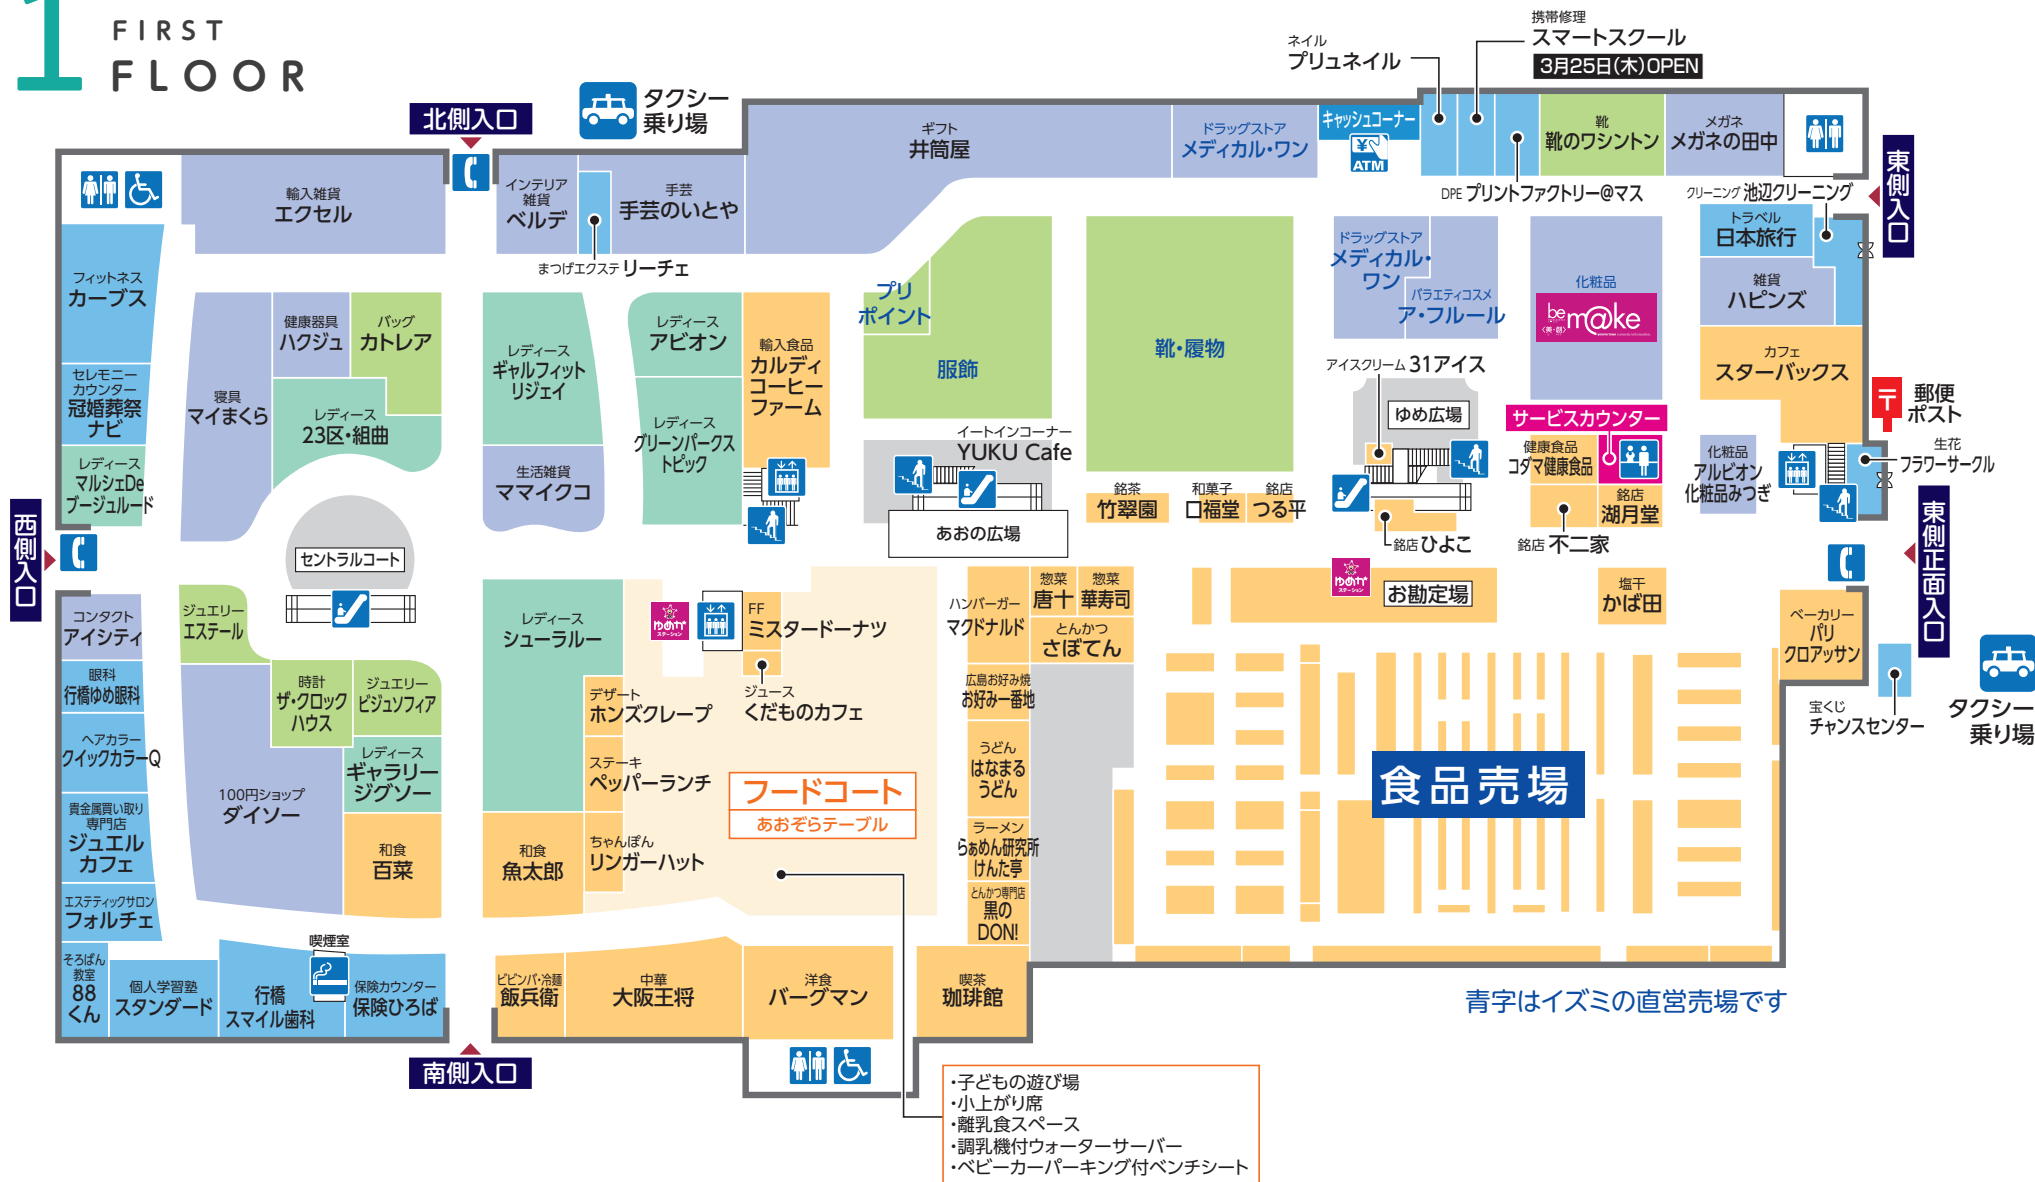 1 FIRST
FLOOR
北側入口
タクシー
乗り場
ネイル
プリュネイル
携帯修理
スマートスクール
3月25日(木)OPEN
輸入雑貨
エクセル
インテリア
雑貨
ベルデ
手芸
手芸のいとや
まつげエクステ リーチェ
ギフト
井筒屋
ドラッグストア
メディカル・ワン
キャッシュコーナー
¥
ATM
DPE プリントファクトリー@マス
靴
靴のワシントン
メガネ
メガネの田中
クリーニング 池辺クリーニング
東側入口
トラベル
日本旅行
雑貨
ハピンズ
カフェ
スターバックス
〒
郵便
ポスト
生花
フラワーサークル
化粧品
アルビオン
化粧品みつぎ
東側正面入口
フィットネス
カーブス
セレモニー
カウンター
冠婚葬祭
ナビ
レディース
マルシェDe
ブージュルード
西側入口
寝具
マイまくら
健康器具
ハクジュ
バッグ
カトレア
レディース
23区・組曲
セントラルコート
レディース
ギャルフィット
リジェイ
生活雑貨
ママイクコ
レディース
アビオン
レディース
グリーンパークス
トピック
輸入食品
カルディ
コーヒー
ファーム
プリ
ポイント
服飾
イートインコーナー
YUKU Cafe
あおの広場
靴・履物
銘茶
竹翠園
和菓子
口福堂
銘店
つる平
ドラッグストア
メディカル・
ワン
バラエティコスメ
ア・フルール
化粧品
be
〈美・創〉
m@ke
アイスクリーム 31アイス
ゆめ広場
サービスカウンター
健康食品
コダマ健康食品
銘店
湖月堂
銘店 ひよこ
銘店 不二家
コンタクト
アイシティ
眼科
行橋ゆめ眼科
ヘアカラー
クイックカラーQ
貴金属買い取り
専門店
ジュエル
カフェ
エステティックサロン
フォルチェ
そろばん
教室
88
くん
個人学習塾
スタンダード
行橋
スマイル歯科
喫煙室
保険カウンター
保険ひろば
南側入口
ジュエリー
エステール
時計
ザ・クロック
ハウス
ジュエリー
ビジュソフィア
レディース
ギャラリー
ジグソー
100円ショップ
ダイソー
和食
百菜
レディース
シューラルー
ゆめか
ステーション
FF
ミスタードーナツ
ジュース
くだものカフェ
デザート
ホンズクレープ
ステーキ
ペッパーランチ
ちゃんぽん
リンガーハット
和食
魚太郎
フードコート
あおぞらテーブル
ハンバーガー
マクドナルド
惣菜
唐十
惣菜
華寿司
とんかつ
さぼてん
広島お好み焼
お好み一番地
うどん
はなまる
うどん
ラーメン
らぁめん研究所
けんた亭
とんかつ専門店
黒の
DON!
ビビンバ・冷麺
飯兵衛
中華
大阪王将
洋食
バーグマン
喫茶
珈琲館
ゆめか
ステーション
お勘定場
塩干
かば田
ベーカリー
パリ
クロアッサン
宝くじ
チャンスセンター
タクシー
乗り場
食品売場
青字はイズミの直営売場です
・子どもの遊び場
・小上がり席
・離乳食スペース
・調乳機付ウォーターサーバー
・ベビーカーパーキング付ベンチシート